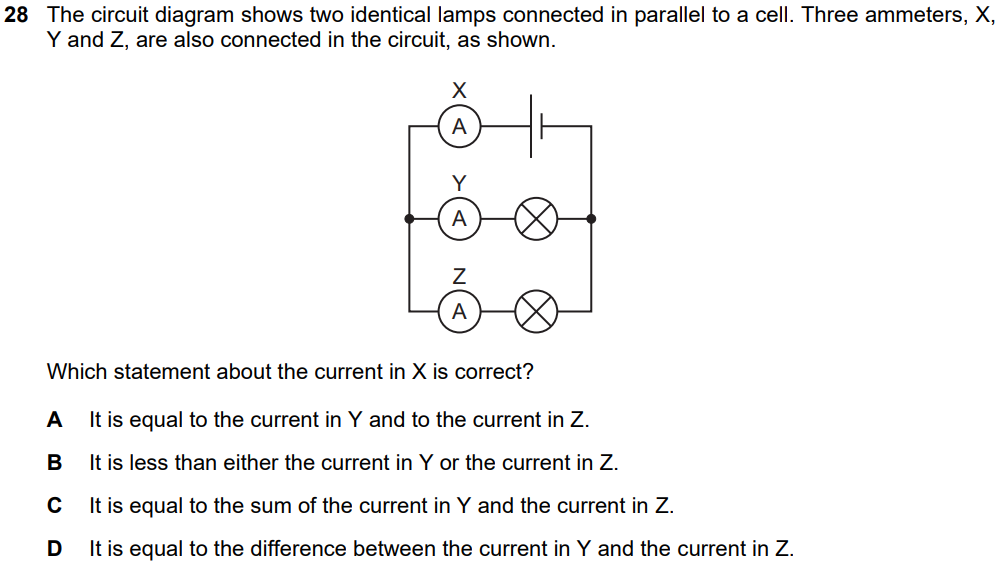 28 The circuit diagram shows two identical lamps connected in parallel to a cell. Three ammeters, X,
Y and Z, are also connected in the circuit, as shown.
X
A
Y
A
Z
A
Which statement about the current in X is correct?
A It is equal to the current in Y and to the current in Z.
B It is less than either the current in Y or the current in Z.
C It is equal to the sum of the current in Y and the current in Z.
D It is equal to the difference between the current in Y and the current in Z.